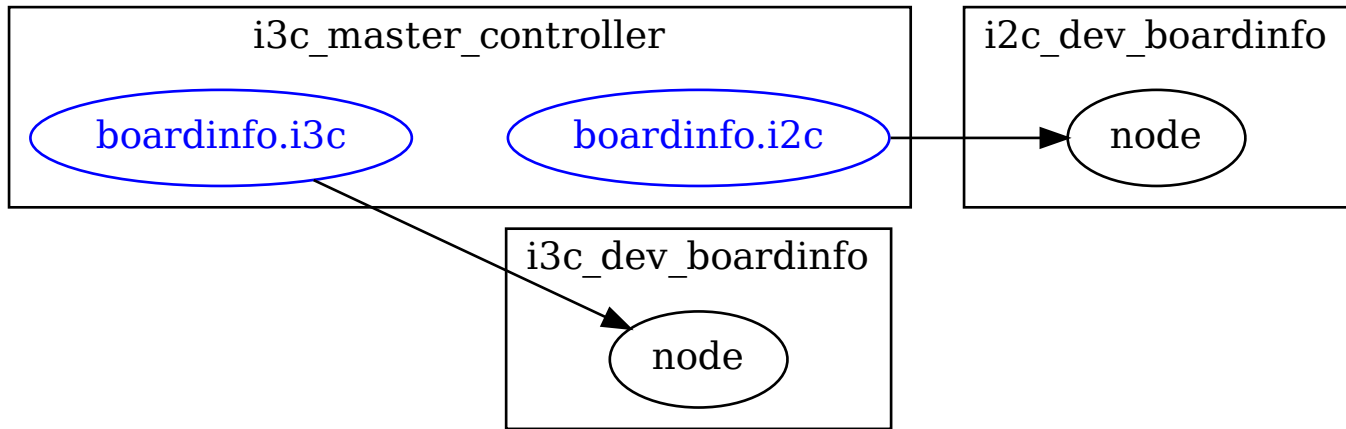 i3c_master_controller
boardinfo.i3c
boardinfo.i2c
i2c_dev_boardinfo
node
i3c_dev_boardinfo
node